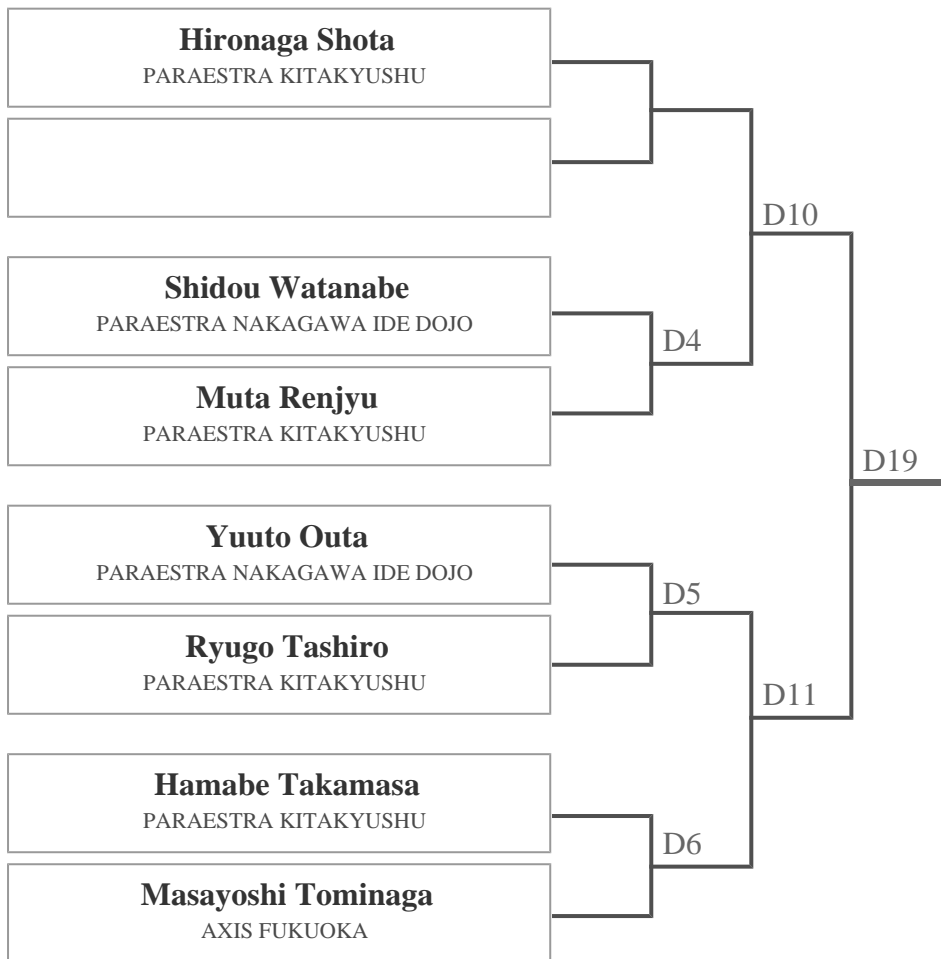 Hironaga Shota
PARAESTRA KITAKYUSHU
D10
Shidou Watanabe
PARAESTRA NAKAGAWA IDE DOJO
D4
Muta Renjyu
PARAESTRA KITAKYUSHU
D19
Yuuto Outa
PARAESTRA NAKAGAWA IDE DOJO
D5
Ryugo Tashiro
PARAESTRA KITAKYUSHU
D11
Hamabe Takamasa
PARAESTRA KITAKYUSHU
D6
Masayoshi Tominaga
AXIS FUKUOKA